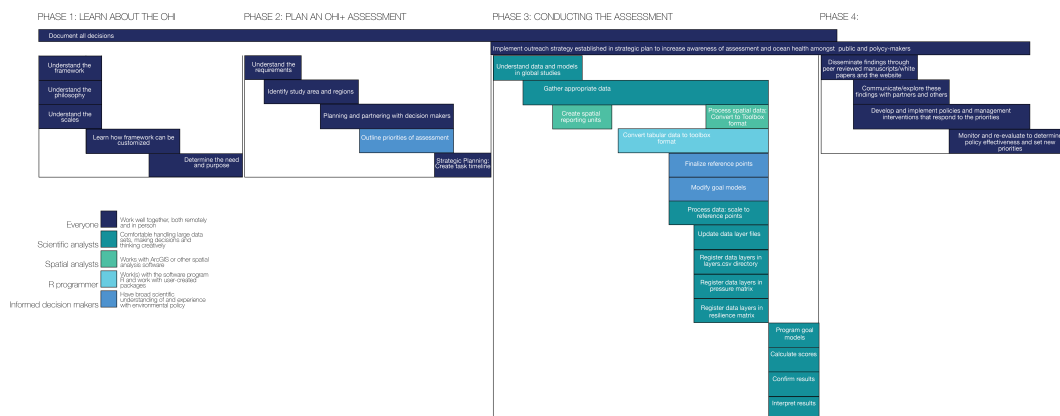 PHASE 1: LEARN ABOUT THE OHI
PHASE 2: PLAN AN OHI+ ASSESSMENT
PHASE 3: CONDUCTING THE ASSESSMENT
PHASE 4:
Document all decisions
Implement outreach strategy established in strategic plan to increase awareness of assessment and ocean health amongst public and policy-makers
Understand the
framework
Understand the
philosophy
Understand the
scales
Learn how framework can be
customized
Determine the need
and purpose
Understand the
requirements
Identify study area and regions
Planning and partnering with decision makers
Outline priorities of assessment
Strategic Planning:
Create task timeline
Understand data and models
in global studies
Gather appropriate data
Create spatial
reporting units
Process spatial data:
Convert to Toolbox
format
Convert tabular data to toolbox
format
Finalize reference points
Modify goal models
Process data: scale to
reference points
Update data layer files
Register data layers in
layers.csv directory
Register data layers in
pressure matrix
Register data layers in
resilience matrix
Program goal
models
Calculate scores
Confirm results
Interpret results
Disseminate findings through
peer reviewed manuscripts/white
papers and the website
Communicate/explore these
findings with partners and others
Develop and implement policies and management
interventions that respond to the priorities
Monitor and re-evaluate to determine
policy effectiveness and set new
priorities
Everyone
Work well together, both remotely
and in person
Scientific analysts
Comfortable handling large data
sets, making decisions and
thinking creatively
Spatial analysts
Works with ArcGIS or other spatial
analysis software
R programmer
Work(s) with the software program
R and work with user-created
packages
Informed decision makers
Have broad scientific
understanding of and experience
with environmental policy